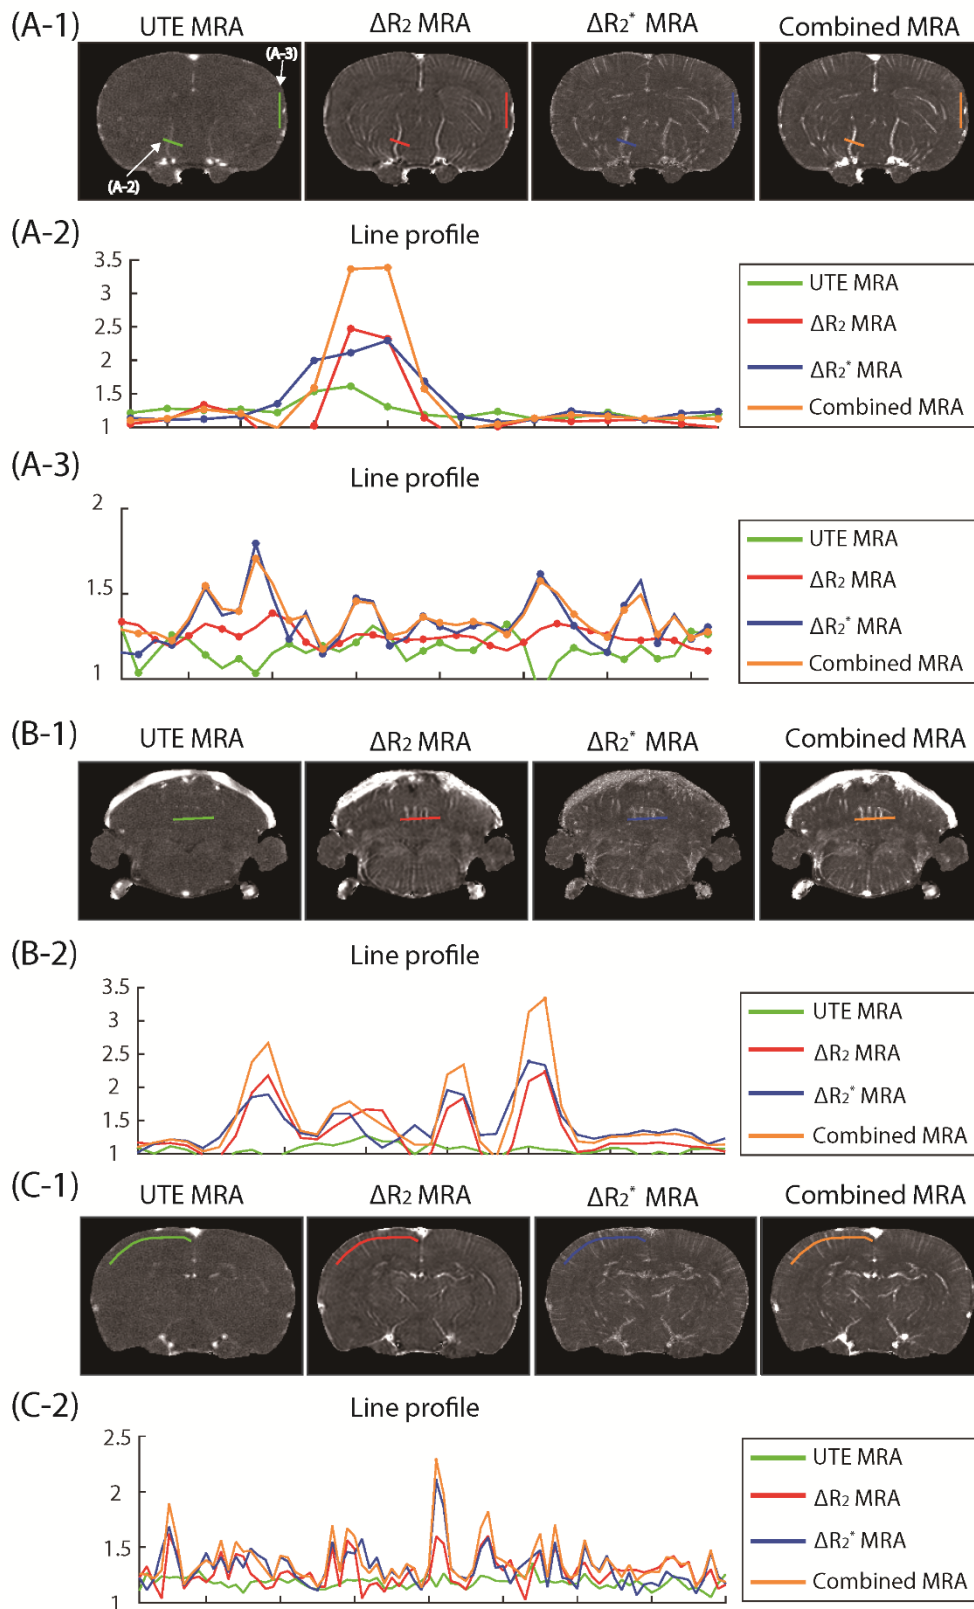 (A-1)
UTE MRA ΔR₂ MRA ΔR₂* MRA Combined MRA
(A-3)
(A-2)
(A-2)
Line profile
3.5
3
2.5
2
1.5
1
UTE MRA
ΔR₂ MRA
ΔR₂* MRA
Combined MRA
(A-3)
Line profile
2
1.5
1
UTE MRA
ΔR₂ MRA
ΔR₂* MRA
Combined MRA
(B-1)
UTE MRA ΔR₂ MRA ΔR₂* MRA Combined MRA
(B-2)
Line profile
3.5
3
2.5
2
1.5
1
UTE MRA
ΔR₂ MRA
ΔR₂* MRA
Combined MRA
(C-1)
UTE MRA ΔR₂ MRA ΔR₂* MRA Combined MRA
(C-2)
Line profile
2.5
2
1.5
1
UTE MRA
ΔR₂ MRA
ΔR₂* MRA
Combined MRA